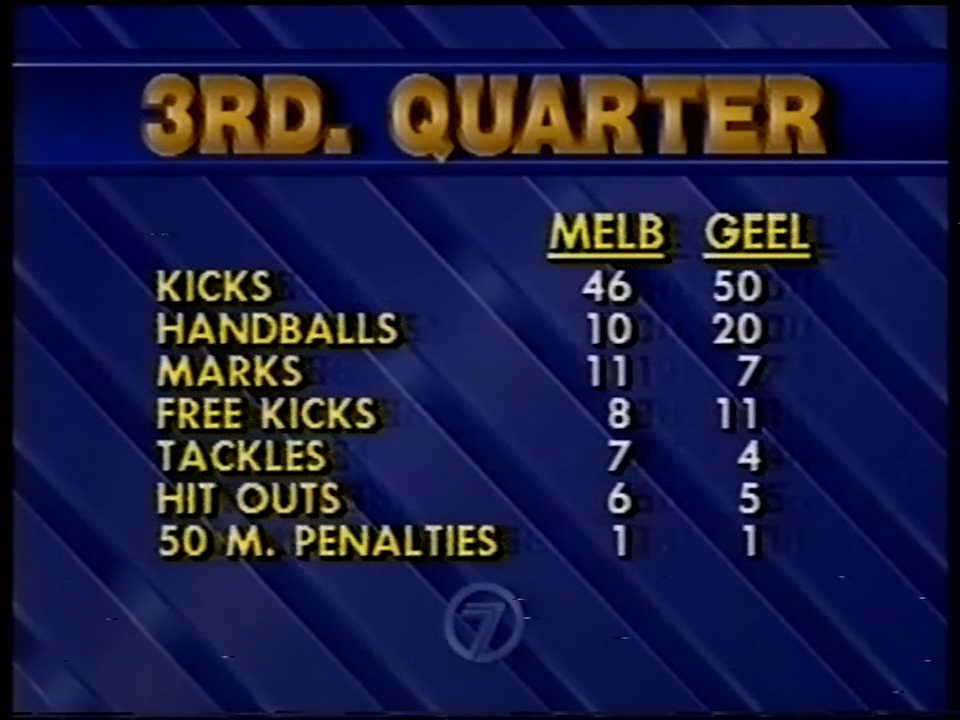 3RD. QUARTER
MELB GEEL
KICKS 46 50
HANDBALLS 10 20
MARKS 11 7
FREE KICKS 8 11
TACKLES 7 4
HIT OUTS 6 5
50 M. PENALTIES 1 1
7